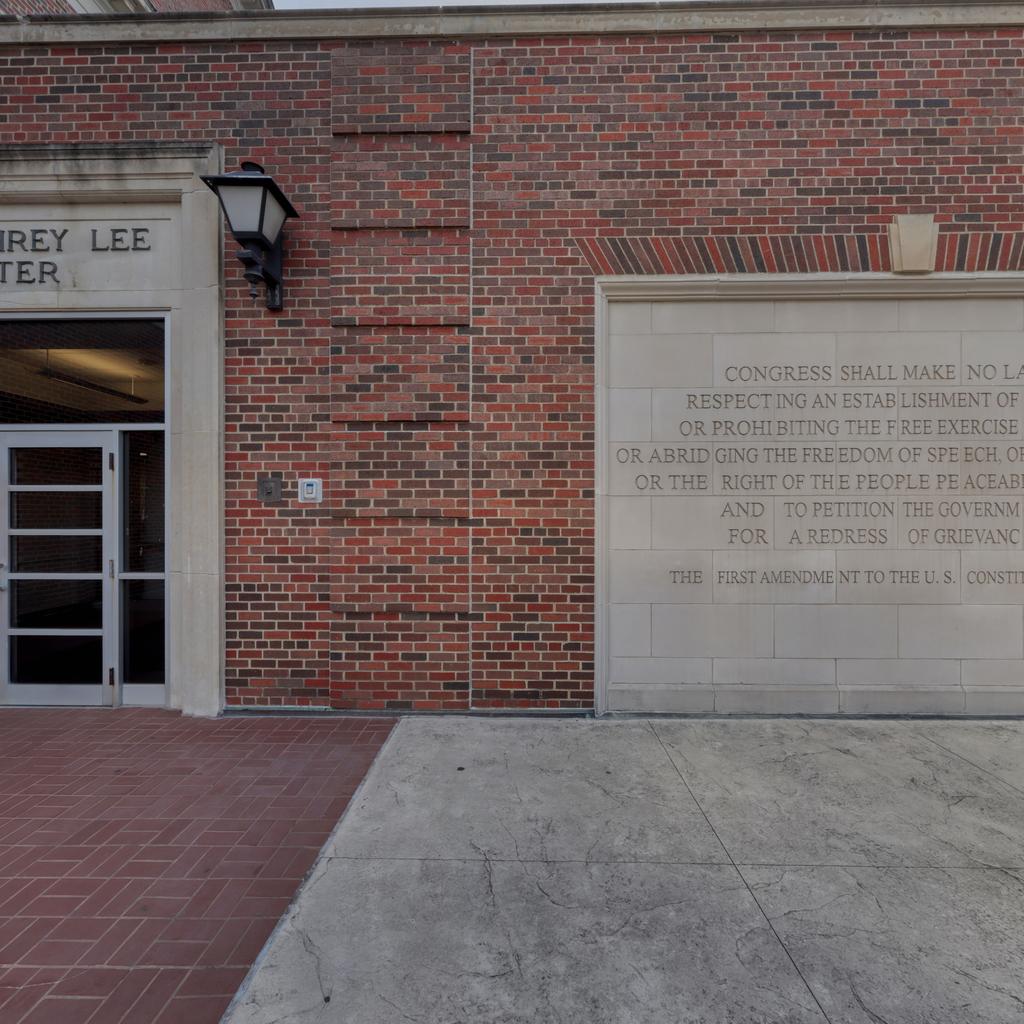 IREY LEE
TER
CONGRESS SHALL MAKE NO LA
RESPECTING AN ESTABLISHMENT OF
OR PROHIBITING THE FREE EXERCISE
OR ABRIDGING THE FREEDOM OF SPEECH, OF
OR THE RIGHT OF THE PEOPLE PEACEABL
AND TO PETITION THE GOVERNM
FOR A REDRESS OF GRIEVANC
THE FIRST AMENDMENT TO THE U. S. CONSTIT